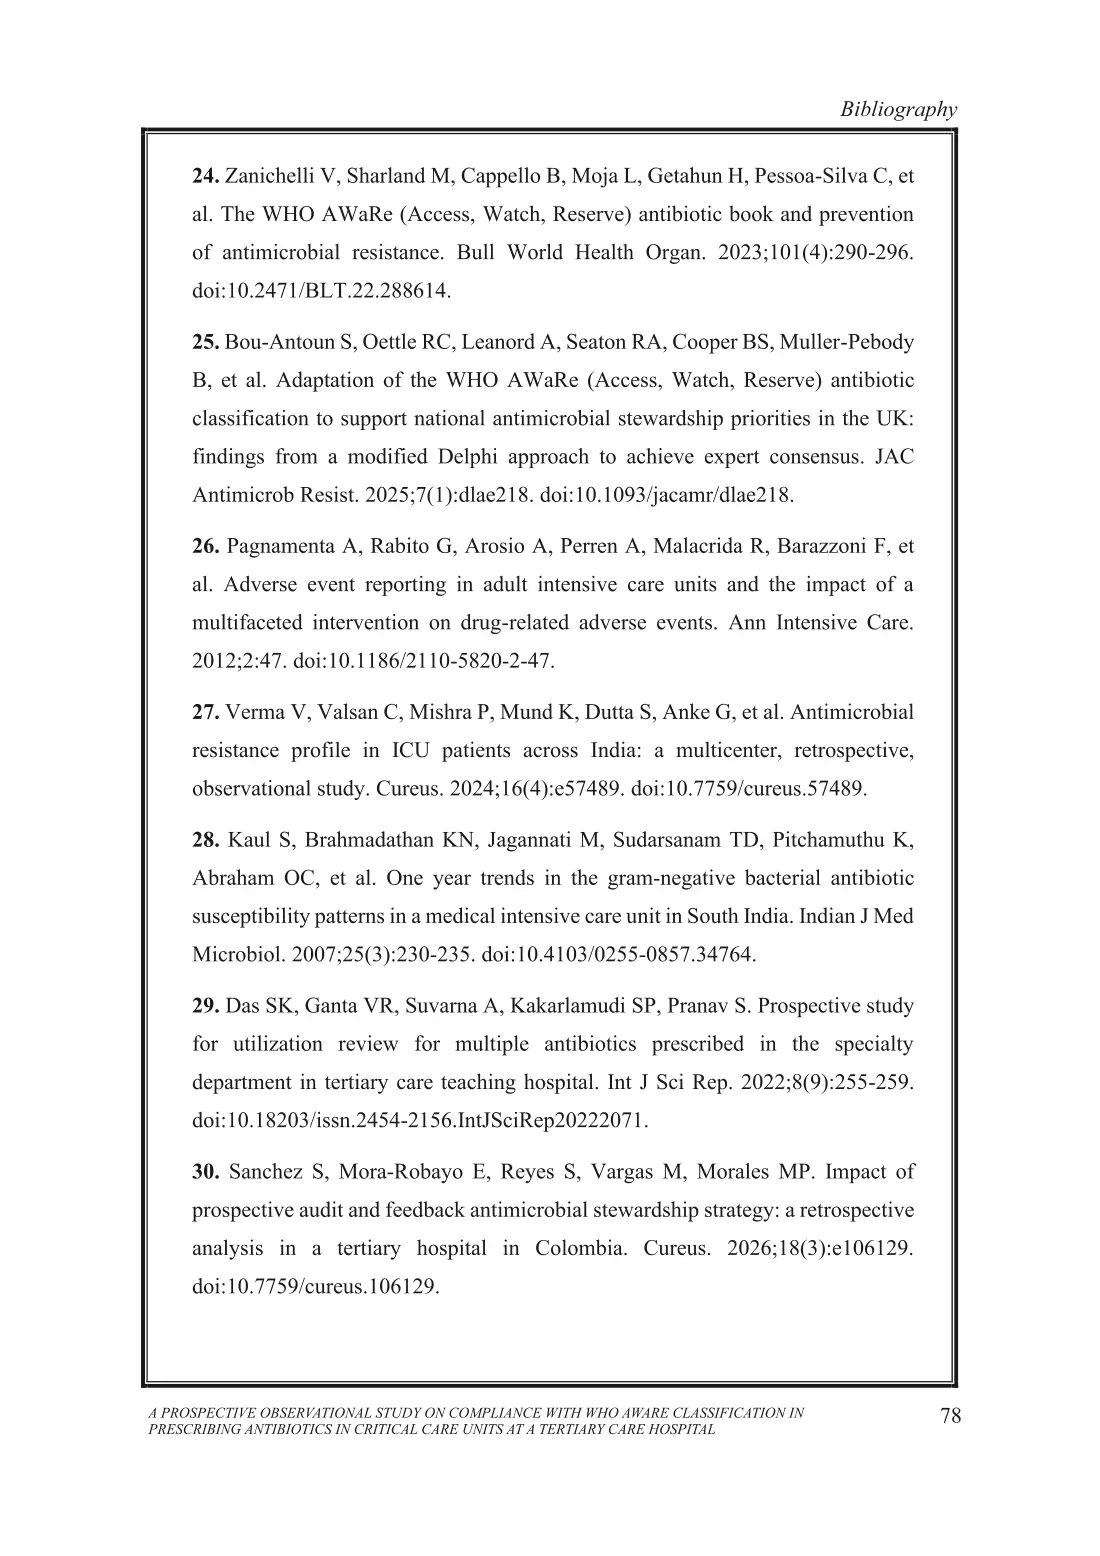 Bibliography
24. Zanichelli V, Sharland M, Cappello B, Moja L, Getahun H, Pessoa-Silva C, et
al. The WHO AWaRe (Access, Watch, Reserve) antibiotic book and prevention
of antimicrobial resistance. Bull World Health Organ. 2023;101(4):290-296.
doi:10.2471/BLT.22.288614.
25. Bou-Antoun S, Oettle RC, Leanord A, Seaton RA, Cooper BS, Muller-Pebody
B, et al. Adaptation of the WHO AWaRe (Access, Watch, Reserve) antibiotic
classification to support national antimicrobial stewardship priorities in the UK:
findings from a modified Delphi approach to achieve expert consensus. JAC
Antimicrob Resist. 2025;7(1):dlae218. doi:10.1093/jacamr/dlae218.
26. Pagnamenta A, Rabito G, Arosio A, Perren A, Malacrida R, Barazzoni F, et
al. Adverse event reporting in adult intensive care units and the impact of a
multifaceted intervention on drug-related adverse events. Ann Intensive Care.
2012;2:47. doi:10.1186/2110-5820-2-47.
27. Verma V, Valsan C, Mishra P, Mund K, Dutta S, Anke G, et al. Antimicrobial
resistance profile in ICU patients across India: a multicenter, retrospective,
observational study. Cureus. 2024;16(4):e57489. doi:10.7759/cureus.57489.
28. Kaul S, Brahmadathan KN, Jagannati M, Sudarsanam TD, Pitchamuthu K,
Abraham OC, et al. One year trends in the gram-negative bacterial antibiotic
susceptibility patterns in a medical intensive care unit in South India. Indian J Med
Microbiol. 2007;25(3):230-235. doi:10.4103/0255-0857.34764.
29. Das SK, Ganta VR, Suvarna A, Kakarlamudi SP, Pranav S. Prospective study
for utilization review for multiple antibiotics prescribed in the specialty
department in tertiary care teaching hospital. Int J Sci Rep. 2022;8(9):255-259.
doi:10.18203/issn.2454-2156.IntJSciRep20222071.
30. Sanchez S, Mora-Robayo E, Reyes S, Vargas M, Morales MP. Impact of
prospective audit and feedback antimicrobial stewardship strategy: a retrospective
analysis in a tertiary hospital in Colombia. Cureus. 2026;18(3):e106129.
doi:10.7759/cureus.106129.
A PROSPECTIVE OBSERVATIONAL STUDY ON COMPLIANCE WITH WHO AWARE CLASSIFICATION IN
PRESCRIBING ANTIBIOTICS IN CRITICAL CARE UNITS AT A TERTIARY CARE HOSPITAL
78